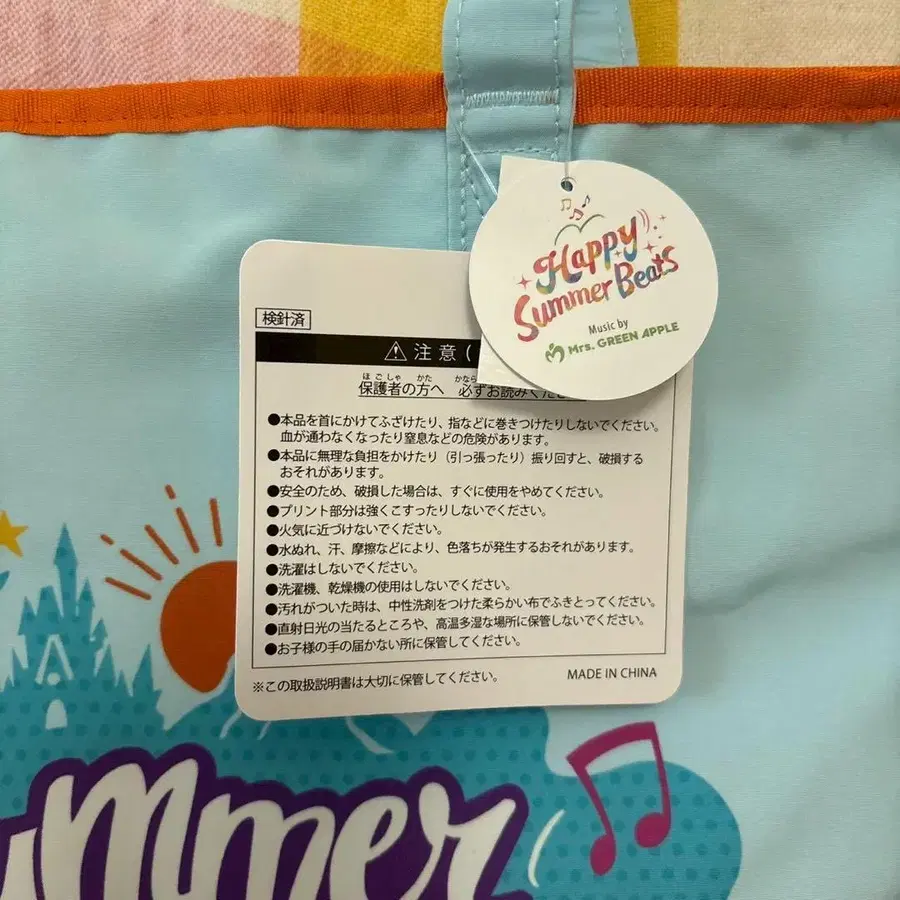 Happy
Summer Beats
Music by
Mrs. GREEN APPLE
検針済
注意(
ほごしゃ かた かなら
保護者の方へ 必ずお読みくだ
●本品を首にかけてふざけたり、指などに巻きつけたりしないでください。
血が通わなくなったり窒息などの危険があります。
●本品に無理な負担をかけたり（引っ張ったり）振り回すと、破損する
おそれがあります。
●安全のため、破損した場合は、すぐに使用をやめてください。
●プリント部分は強くこすったりしないでください。
●火気に近づけないでください。
●水ぬれ、汗、摩擦などにより、色落ちが発生するおそれがあります。
●洗濯はしないでください。
●洗濯機、乾燥機の使用はしないでください。
●汚れがついた時は、中性洗剤をつけた柔らかい布でふきとってください。
●直射日光の当たるところや、高温多湿な場所に保管しないでください。
●お子様の手の届かない所に保管してください。
※この取扱説明書は大切に保管してください。
MADE IN CHINA
ummer